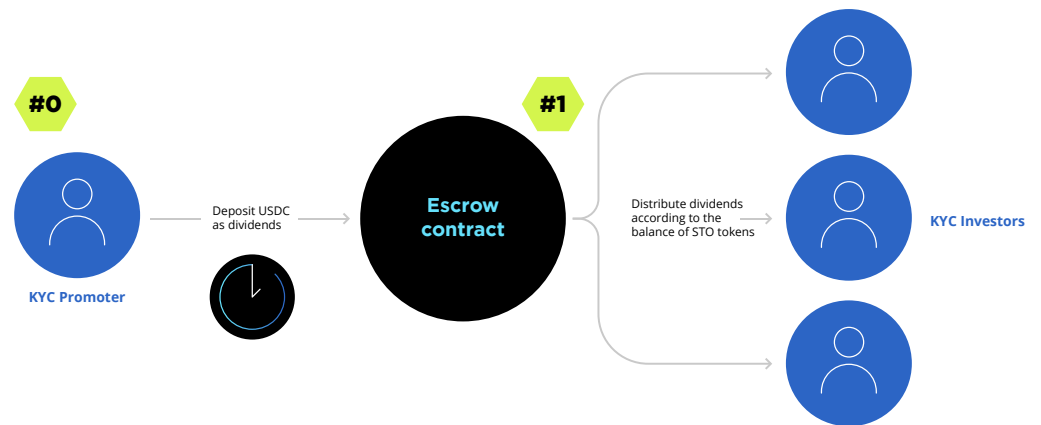 #0
KYC Promoter
Deposit USDC
as dividends
Escrow
contract
#1
Distribute dividends
according to the
balance of STO tokens
KYC Investors